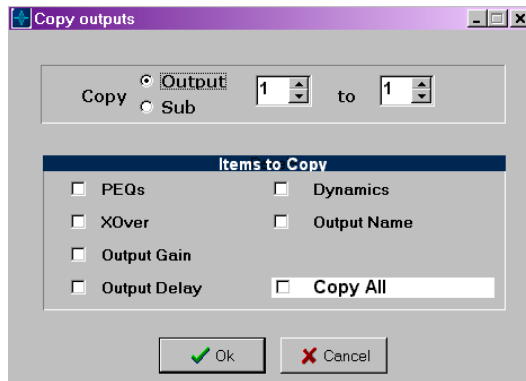 Copy outputs
Copy Output 1 to 1
Sub
Items to Copy
PEQs Dynamics
XOver Output Name
Output Gain
Output Delay Copy All
Ok Cancel